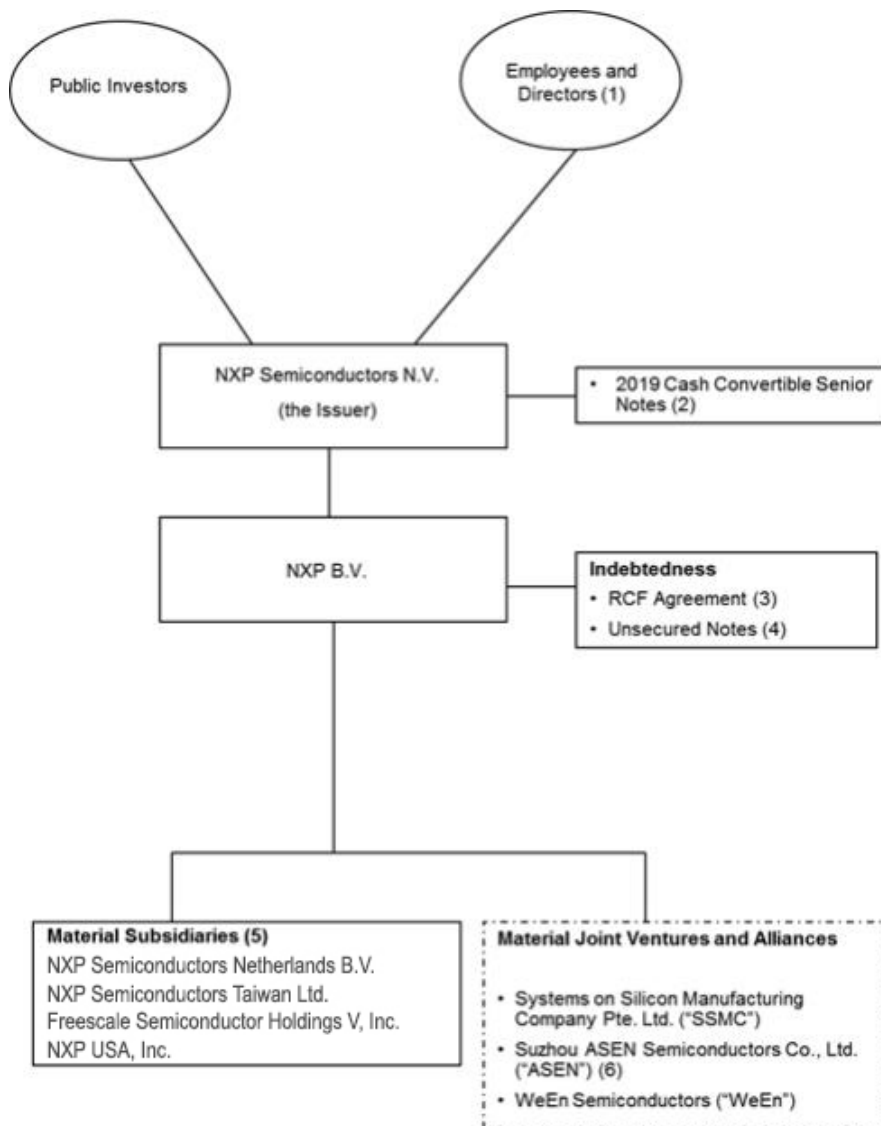 Public Investors
Employees and
Directors (1)
NXP Semiconductors N.V.
(the Issuer)
• 2019 Cash Convertible Senior
Notes (2)
NXP B.V.
Indebtedness
• RCF Agreement (3)
• Unsecured Notes (4)
Material Subsidiaries (5)
NXP Semiconductors Netherlands B.V.
NXP Semiconductors Taiwan Ltd.
Freescale Semiconductor Holdings V, Inc.
NXP USA, Inc.
Material Joint Ventures and Alliances
• Systems on Silicon Manufacturing
Company Pte. Ltd. (“SSMC”)
• Suzhou ASEN Semiconductors Co., Ltd.
(“ASEN”) (6)
• WeEn Semiconductors (“WeEn”)